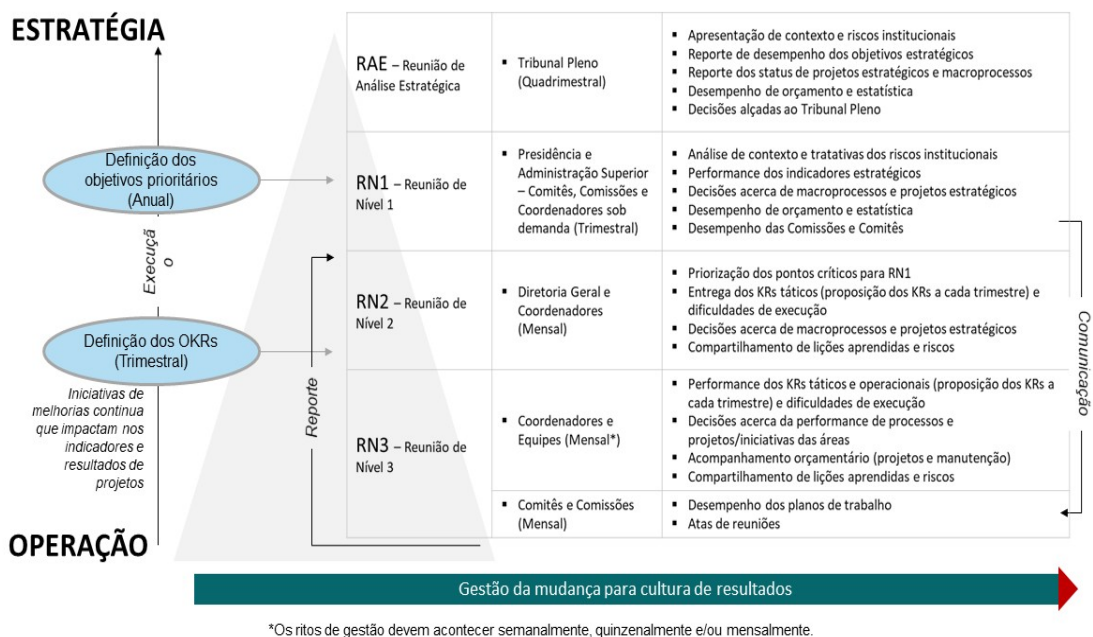 ESTRATÉGIA
Definição dos
objetivos prioritários
(Anual)
Execuçã
o
Definição dos OKRs
(Trimestral)
Iniciativas de
melhorias continua
que impactam nos
indicadores e
resultados de
projetos
OPERAÇÃO
Reporte
RAE – Reunião de
Análise Estratégica
▪ Tribunal Pleno
(Quadrimestral)
▪ Apresentação de contexto e riscos institucionais
▪ Reporte de desempenho dos objetivos estratégicos
▪ Reporte dos status de projetos estratégicos e macroprocessos
▪ Desempenho de orçamento e estatística
▪ Decisões alçadas ao Tribunal Pleno
RN1 – Reunião de
Nível 1
▪ Presidência e
Administração Superior
– Comitês, Comissões e
Coordenadores sob
demanda (Trimestral)
▪ Análise de contexto e tratativas dos riscos institucionais
▪ Performance dos indicadores estratégicos
▪ Decisões acerca de macroprocessos e projetos estratégicos
▪ Desempenho de orçamento e estatística
▪ Desempenho das Comissões e Comitês
RN2 – Reunião de
Nível 2
▪ Diretoria Geral e
Coordenadores
(Mensal)
▪ Priorização dos pontos críticos para RN1
▪ Entrega dos KRs táticos (proposição dos KRs a cada trimestre) e
dificuldades de execução
▪ Decisões acerca de macroprocessos e projetos estratégicos
▪ Compartilhamento de lições aprendidas e riscos
RN3 – Reunião de
Nível 3
▪ Coordenadores e
Equipes (Mensal*)
▪ Performance dos KRs táticos e operacionais (proposição dos KRs a
cada trimestre) e dificuldades de execução
▪ Decisões acerca da performance de processos e
projetos/iniciativas das áreas
▪ Acompanhamento orçamentário (projetos e manutenção)
▪ Compartilhamento de lições aprendidas e riscos
▪ Comitês e Comissões
(Mensal)
▪ Desempenho dos planos de trabalho
▪ Atas de reuniões
Comunicação
Gestão da mudança para cultura de resultados
*Os ritos de gestão devem acontecer semanalmente, quinzenalmente e/ou mensalmente.